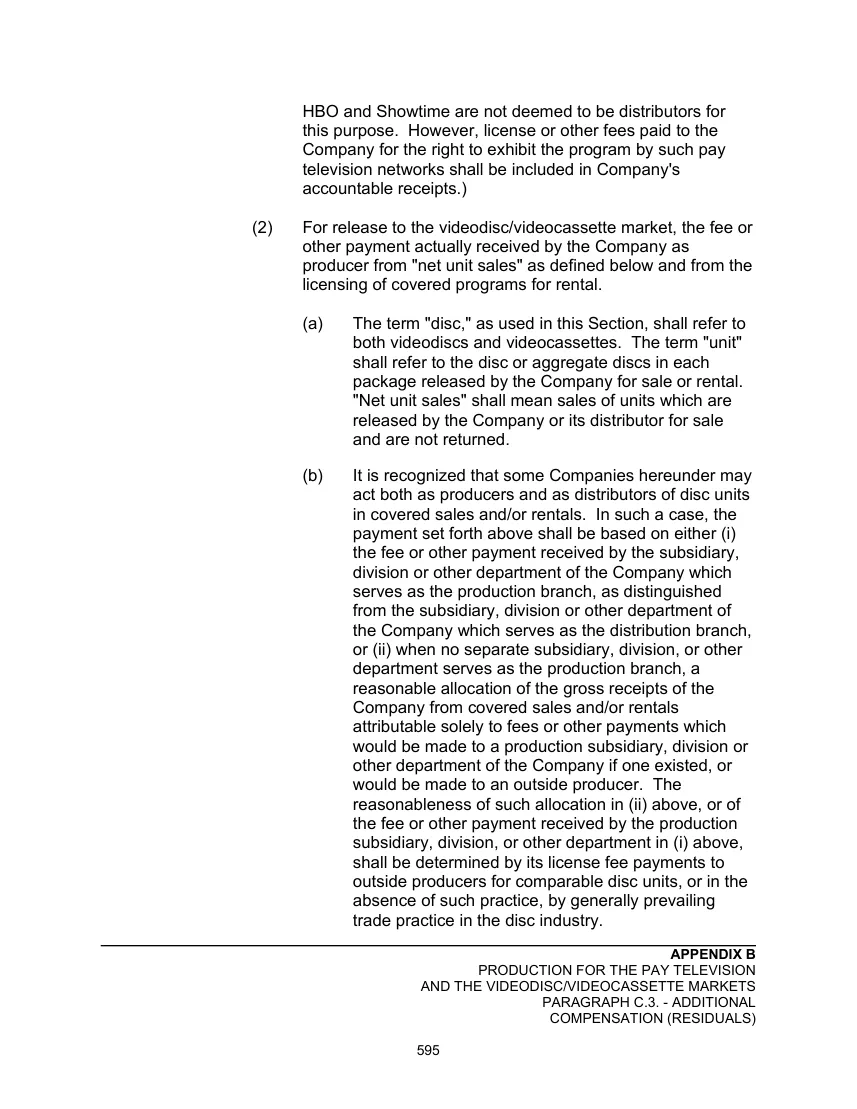 HBO and Showtime are not deemed to be distributors for
this purpose.  However, license or other fees paid to the
Company for the right to exhibit the program by such pay
television networks shall be included in Company's
accountable receipts.)
(2) For release to the videodisc/videocassette market, the fee or
other payment actually received by the Company as
producer from "net unit sales" as defined below and from the
licensing of covered programs for rental.
(a) The term "disc," as used in this Section, shall refer to
both videodiscs and videocassettes.  The term "unit"
shall refer to the disc or aggregate discs in each
package released by the Company for sale or rental.
"Net unit sales" shall mean sales of units which are
released by the Company or its distributor for sale
and are not returned.
(b) It is recognized that some Companies hereunder may
act both as producers and as distributors of disc units
in covered sales and/or rentals.  In such a case, the
payment set forth above shall be based on either (i)
the fee or other payment received by the subsidiary,
division or other department of the Company which
serves as the production branch, as distinguished
from the subsidiary, division or other department of
the Company which serves as the distribution branch,
or (ii) when no separate subsidiary, division, or other
department serves as the production branch, a
reasonable allocation of the gross receipts of the
Company from covered sales and/or rentals
attributable solely to fees or other payments which
would be made to a production subsidiary, division or
other department of the Company if one existed, or
would be made to an outside producer.  The
reasonableness of such allocation in (ii) above, or of
the fee or other payment received by the production
subsidiary, division, or other department in (i) above,
shall be determined by its license fee payments to
outside producers for comparable disc units, or in the
absence of such practice, by generally prevailing
trade practice in the disc industry.
APPENDIX B
PRODUCTION FOR THE PAY TELEVISION
AND THE VIDEODISC/VIDEOCASSETTE MARKETS
PARAGRAPH C.3. - ADDITIONAL
COMPENSATION (RESIDUALS)
595